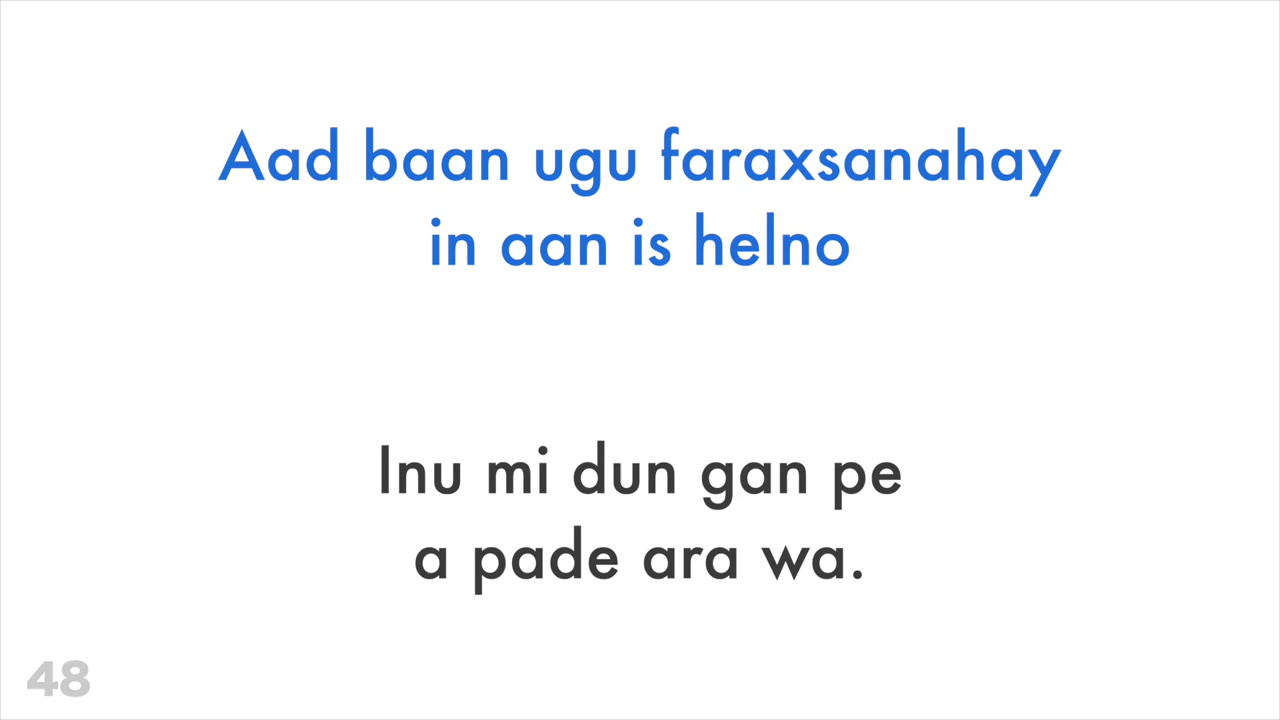 Aad baan ugu faraxsanahay
in aan is helno
Inu mi dun gan pe
a pade ara wa.
48